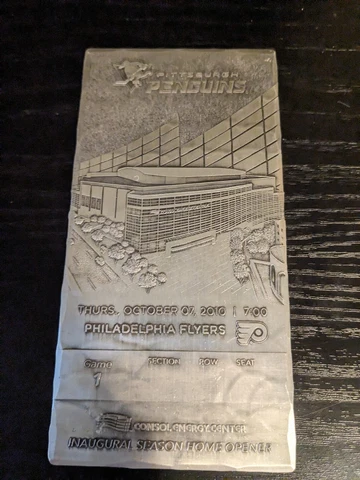 PITTSBURGH
PENGUINS
THURS. OCTOBER 07, 2010 | 7:00
PHILADELPHIA FLYERS
Game SECTION ROW SEAT
1
CONSOL ENERGY CENTER
INAUGURAL SEASON HOME OPENER